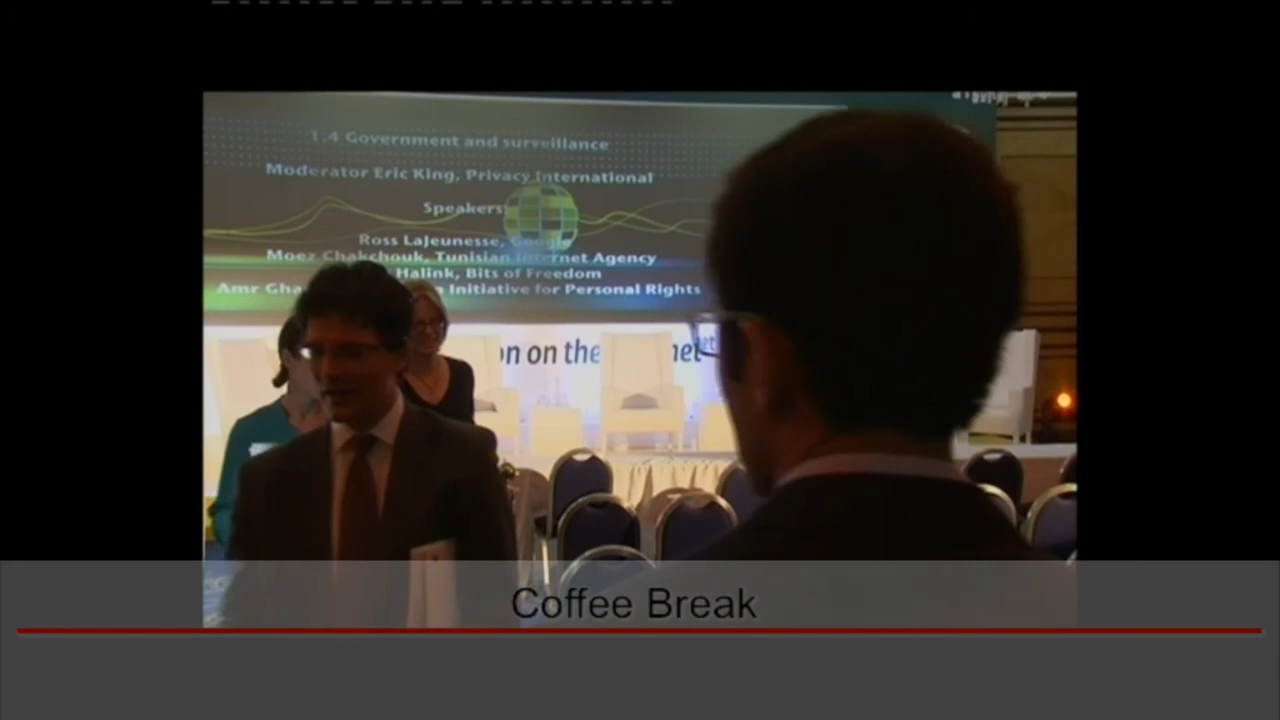 1.4 Government and surveillance
Moderator Eric King, Privacy International
Speakers:
Ross LaJeunesse, Google
Moez Chakchouk, Tunisian Internet Agency
Halink, Bits of Freedom
Amr Initiative for Personal Rights
on the
Coffee Break